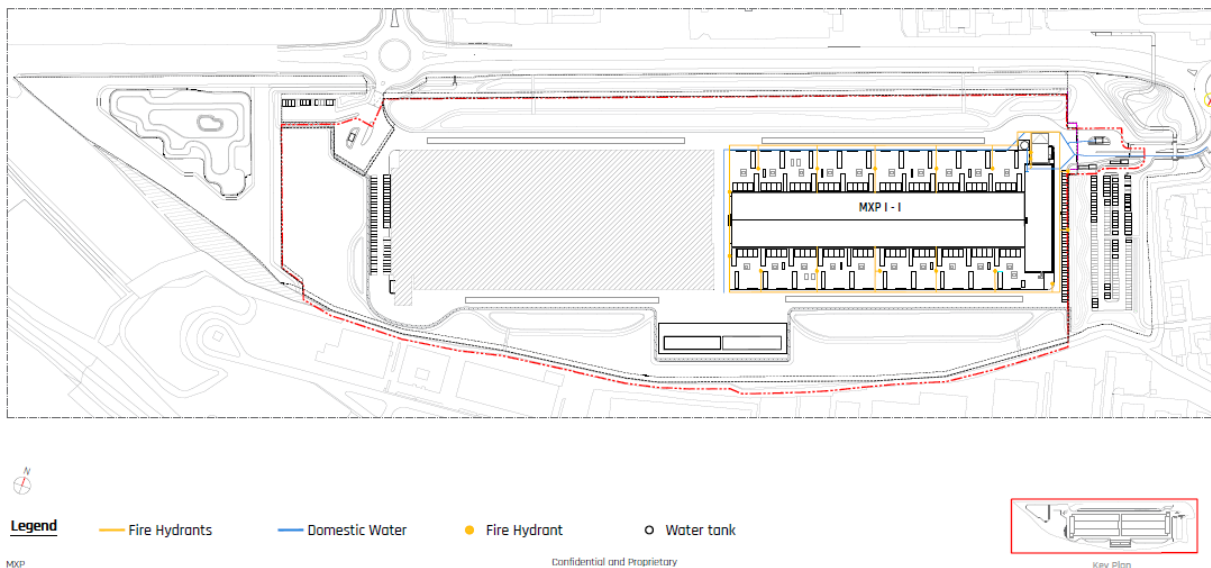 MXP I - I
N
Legend
Fire Hydrants
Domestic Water
Fire Hydrant
Water tank
MXP
Confidential and Proprietary
Key Plan